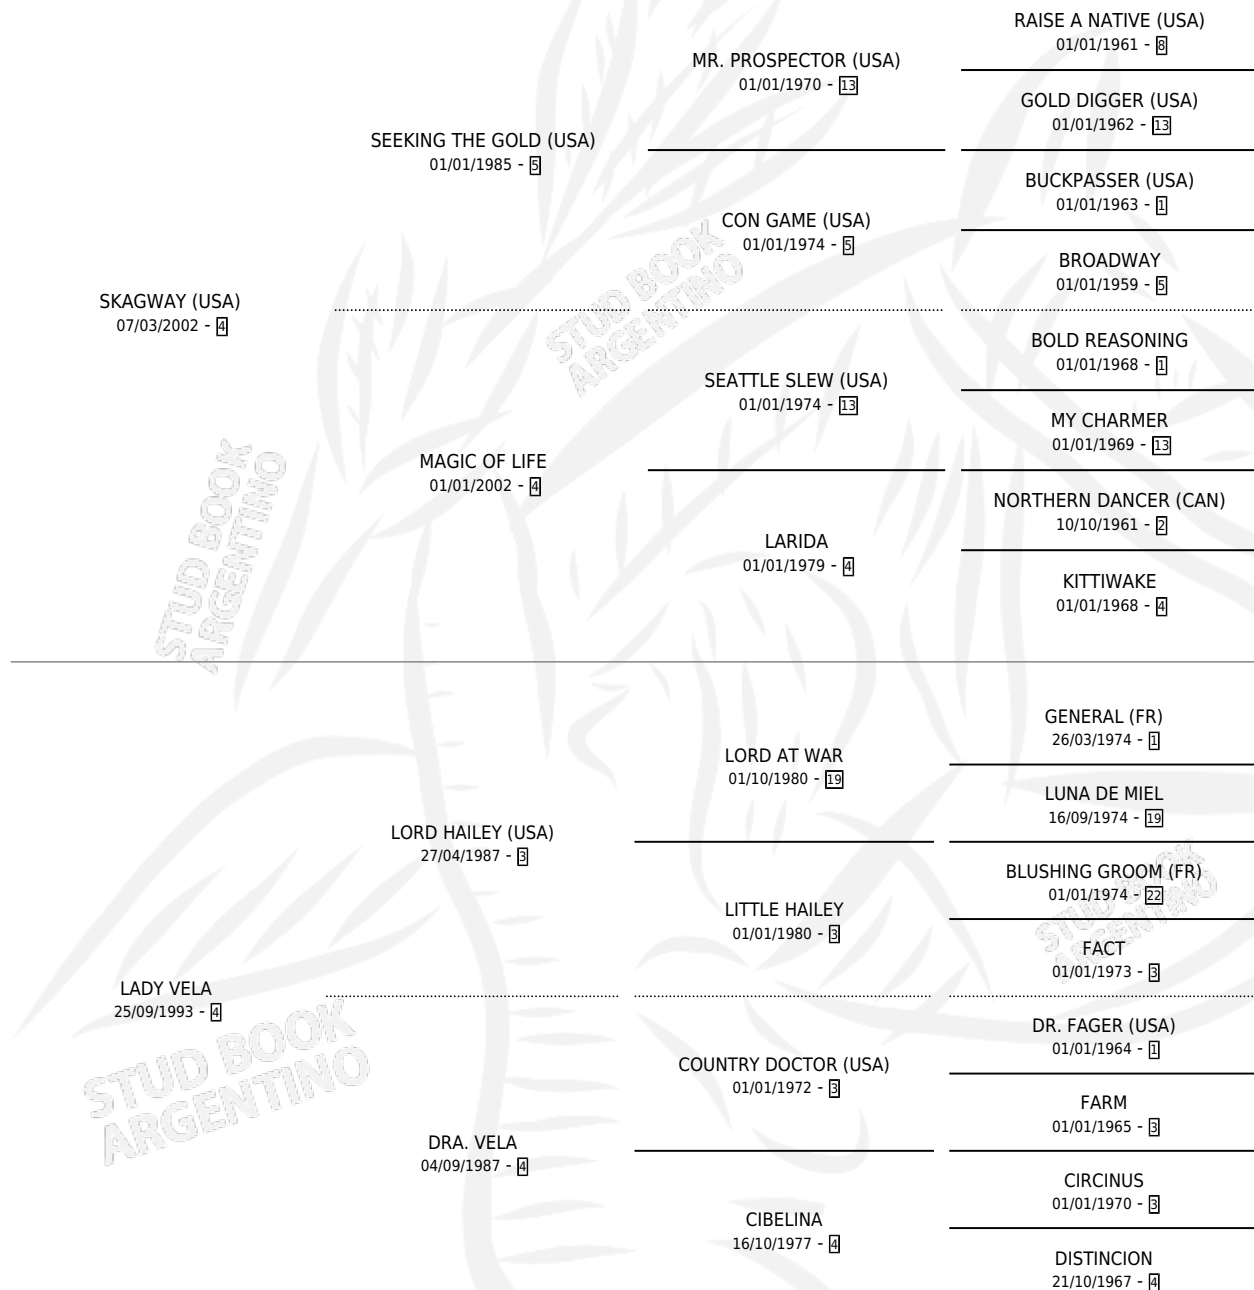 RAISE A NATIVE (USA)
01/01/1961 - 8
MR. PROSPECTOR (USA)
01/01/1970 - 13
GOLD DIGGER (USA)
01/01/1962 - 13
SEEKING THE GOLD (USA)
01/01/1985 - 5
BUCKPASSER (USA)
01/01/1963 - 1
CON GAME (USA)
01/01/1974 - 5
BROADWAY
01/01/1959 - 5
SKAGWAY (USA)
07/03/2002 - 4
BOLD REASONING
01/01/1968 - 1
SEATTLE SLEW (USA)
01/01/1974 - 13
MY CHARMER
01/01/1969 - 13
MAGIC OF LIFE
01/01/2002 - 4
NORTHERN DANCER (CAN)
10/10/1961 - 2
LARIDA
01/01/1979 - 4
KITTIWAKE
01/01/1968 - 4
GENERAL (FR)
26/03/1974 - 1
LORD AT WAR
01/10/1980 - 19
LUNA DE MIEL
16/09/1974 - 19
LORD HAILEY (USA)
27/04/1987 - 3
BLUSHING GROOM (FR)
01/01/1974 - 22
LITTLE HAILEY
01/01/1980 - 3
FACT
01/01/1973 - 3
LADY VELA
25/09/1993 - 4
DR. FAGER (USA)
01/01/1964 - 1
COUNTRY DOCTOR (USA)
01/01/1972 - 3
FARM
01/01/1965 - 3
DRA. VELA
04/09/1987 - 4
CIRCINUS
01/01/1970 - 3
CIBELINA
16/10/1977 - 4
DISTINCION
21/10/1967 - 4
STUD BOOK
ARGENTINO
STUD BOOK
ARGENTINO
STUD BOOK
ARGENTINO
STUD BOOK
ARGENTINO